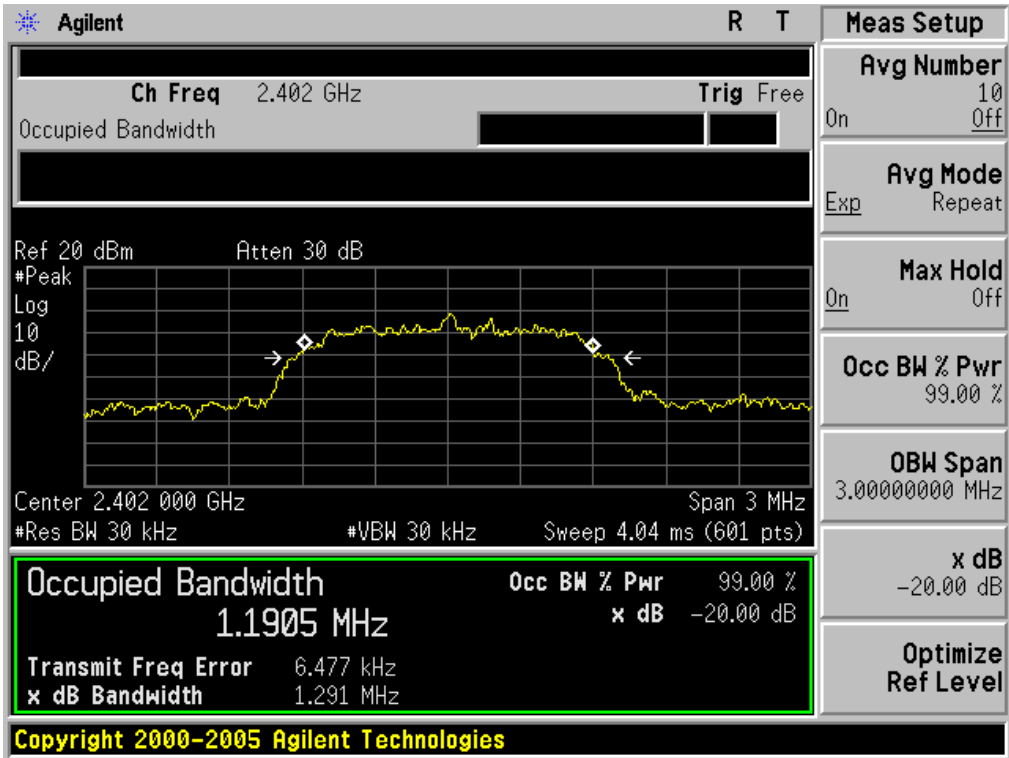 Agilent R T
Ch Freq 2.402 GHz Trig Free
Occupied Bandwidth
Ref 20 dBm Atten 30 dB
#Peak
Log
10
dB/
Center 2.402 000 GHz Span 3 MHz
#Res BW 30 kHz #VBW 30 kHz Sweep 4.04 ms (601 pts)
Occupied Bandwidth Occ BW % Pwr 99.00 %
1.1905 MHz x dB -20.00 dB
Transmit Freq Error 6.477 kHz
x dB Bandwidth 1.291 MHz
Copyright 2000-2005 Agilent Technologies
Meas Setup
Avg Number
10
On Off
Avg Mode
Exp Repeat
Max Hold
On Off
Occ BW % Pwr
99.00 %
OBW Span
3.00000000 MHz
x dB
-20.00 dB
Optimize
Ref Level